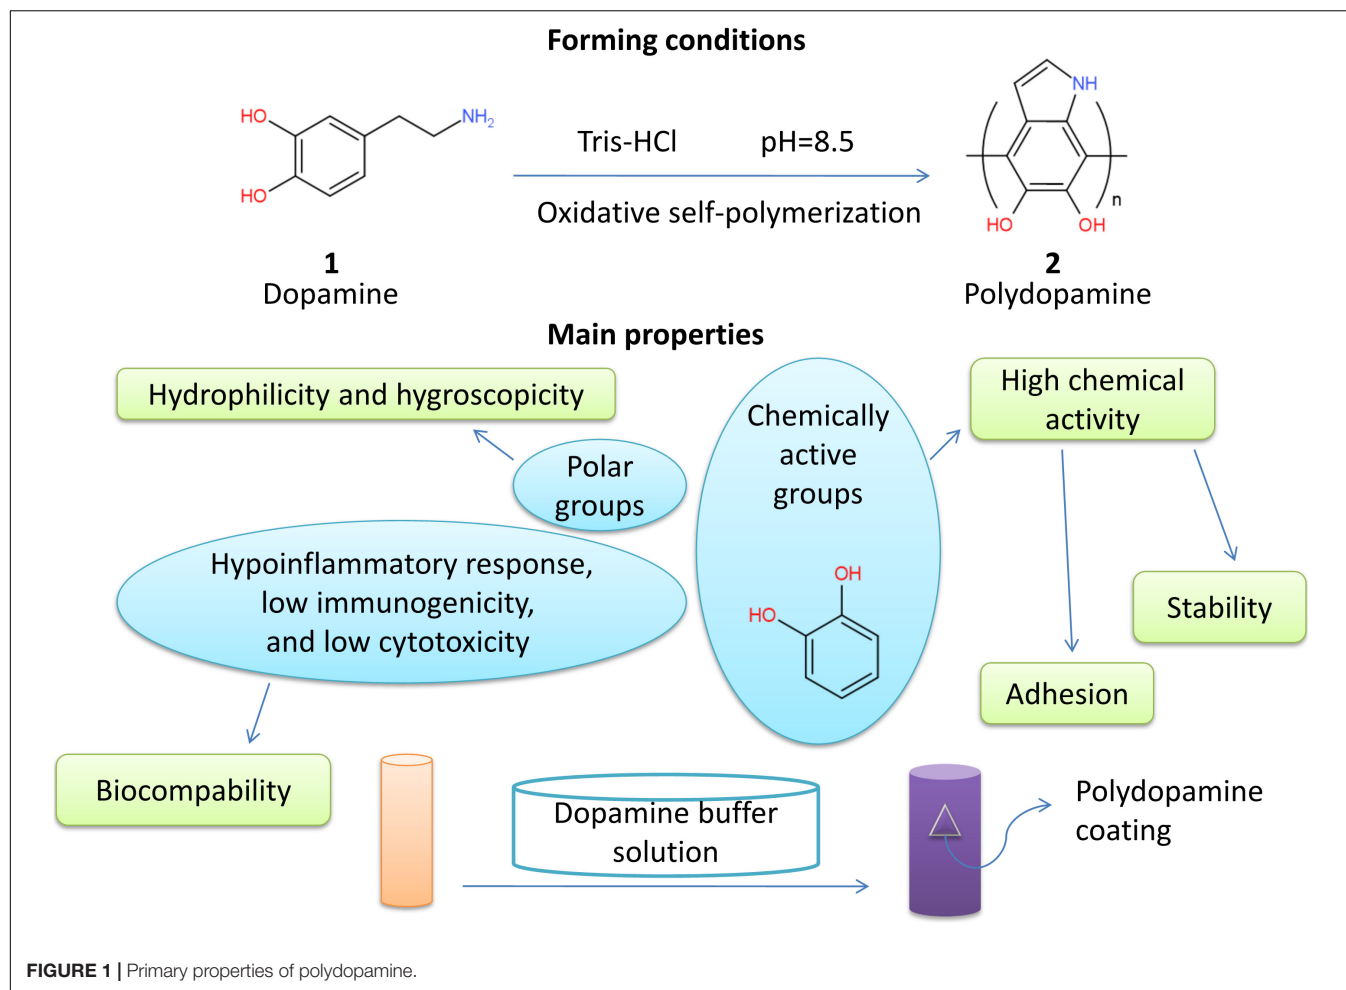 Forming conditions
HO
HO
NH2
Tris-HCl pH=8.5
Oxidative self-polymerization
NH
n
HO OH
1
Dopamine
2
Polydopamine
Main properties
Hydrophilicity and hygroscopicity
Polar
groups
Hypoinflammatory response,
low immunogenicity,
and low cytotoxicity
Biocompability
Chemically
active
groups
OH
HO
High chemical
activity
Stability
Adhesion
Dopamine buffer
solution
Polydopamine
coating
FIGURE 1 | Primary properties of polydopamine.